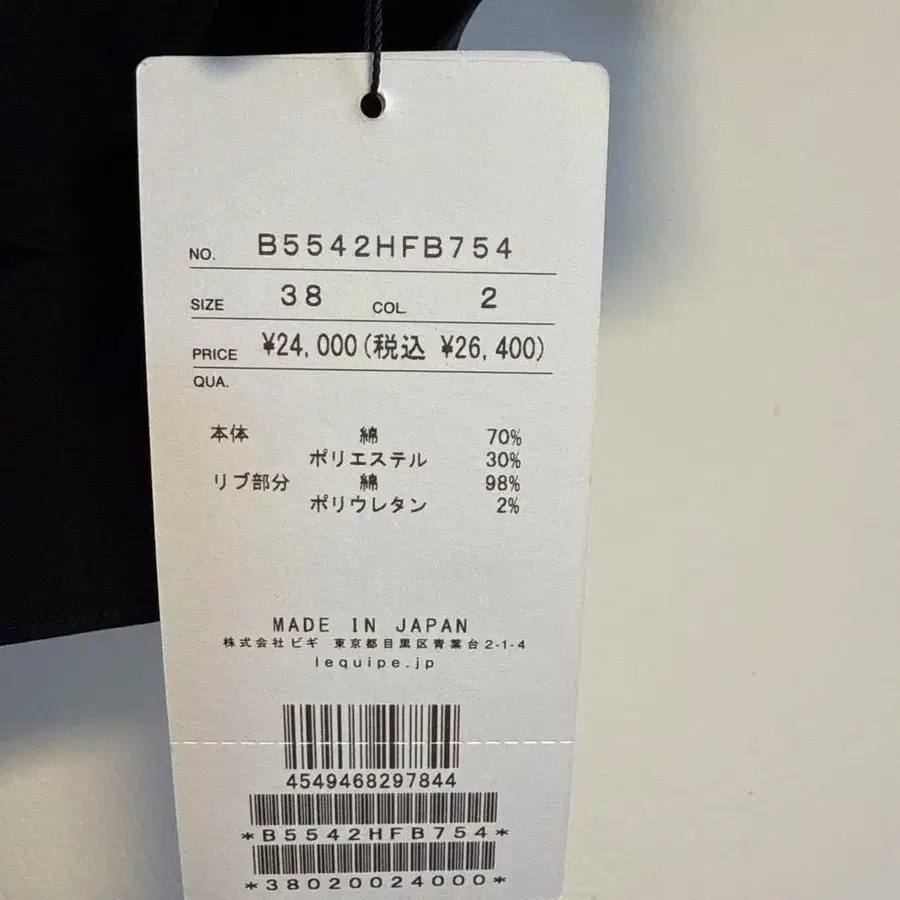 NO. B5542HFB754
SIZE 38 COL. 2
PRICE ¥24,000(税込 ¥26,400)
QUA.
本体 綿 70%
ポリエステル 30%
リブ部分 綿 98%
ポリウレタン 2%
MADE IN JAPAN
株式会社ビギ 東京都目黒区青葉台2-1-4
lequipe.jp
4549468297844
*B5542HFB754*
*38020024000*